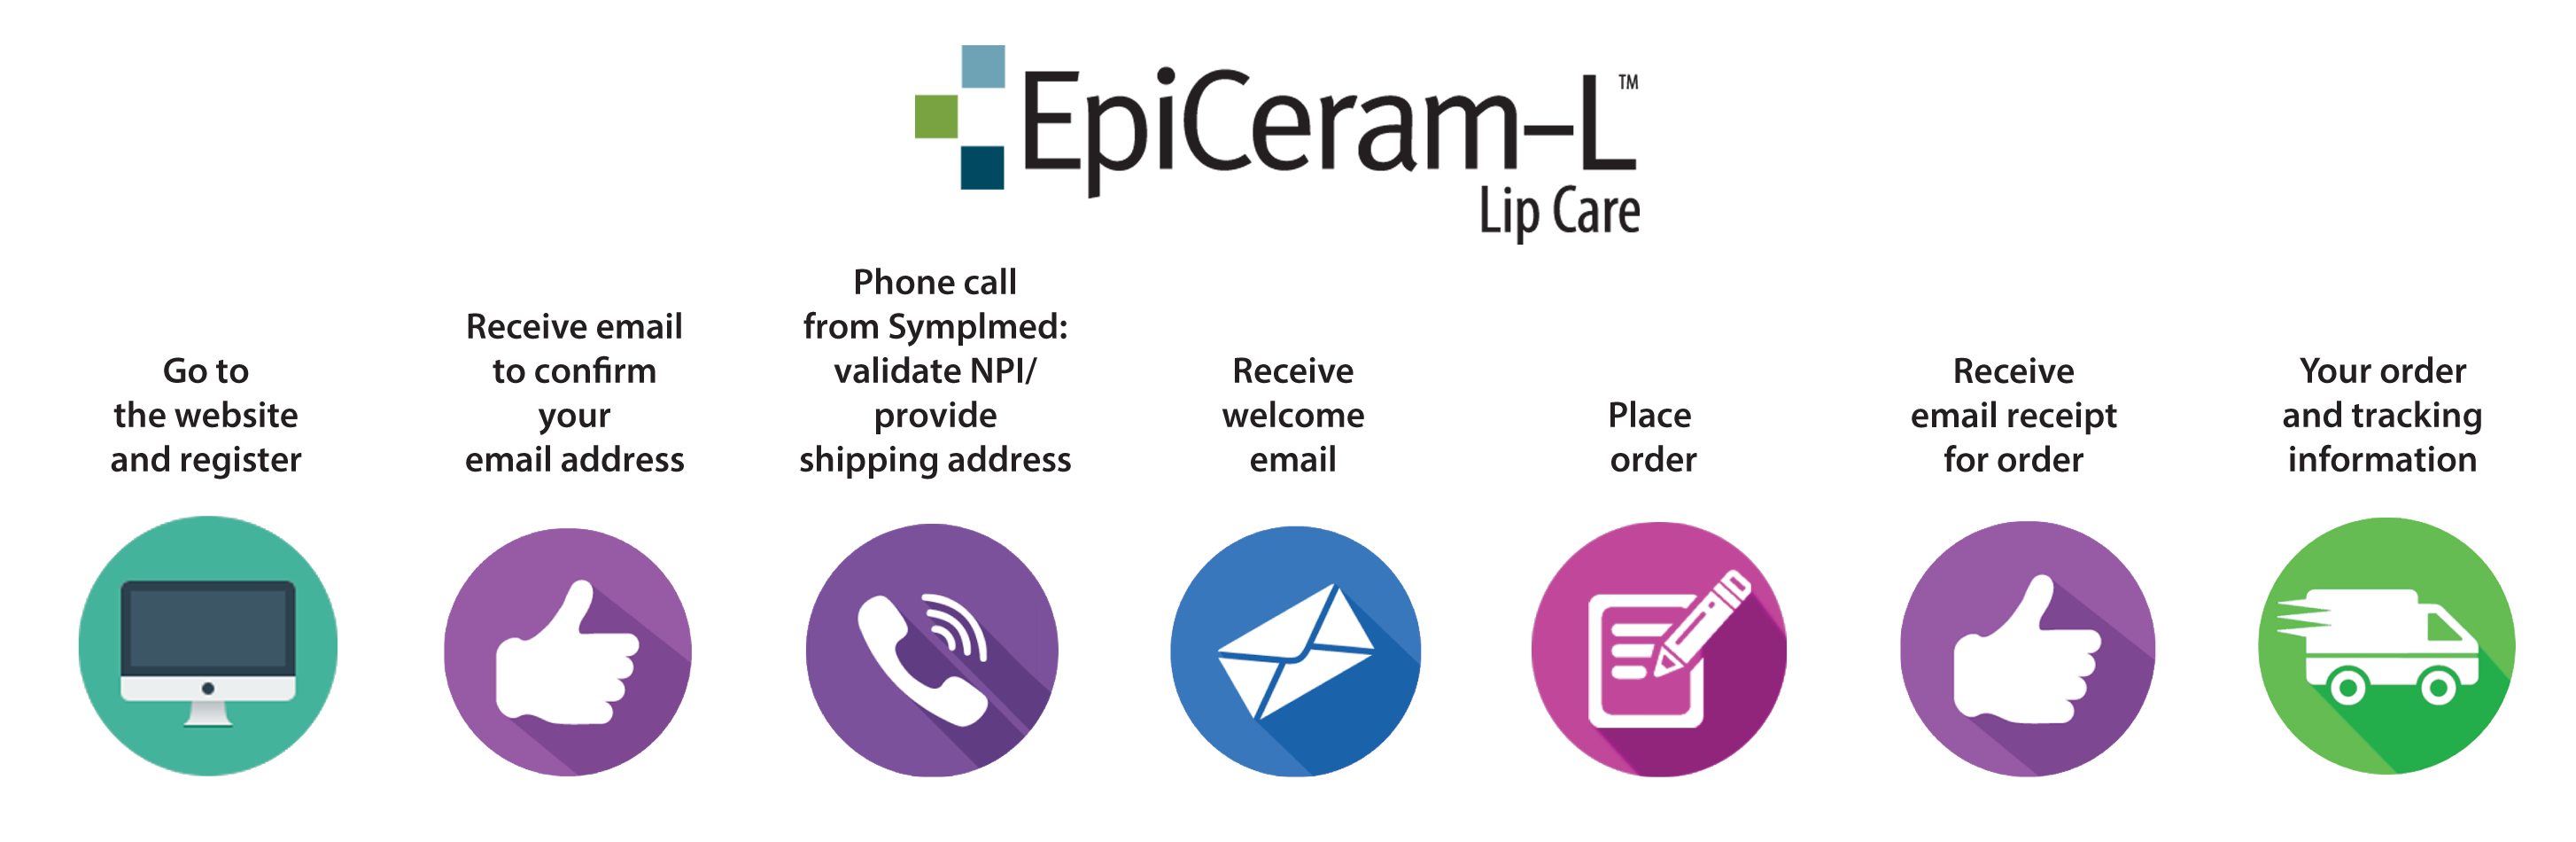 EpiCeram–L™
Lip Care
Go to
the website
and register
Receive email
to confirm
your
email address
Phone call
from Symplmed:
validate NPI/
provide
shipping address
Receive
welcome
email
Place
order
Receive
email receipt
for order
Your order
and tracking
information